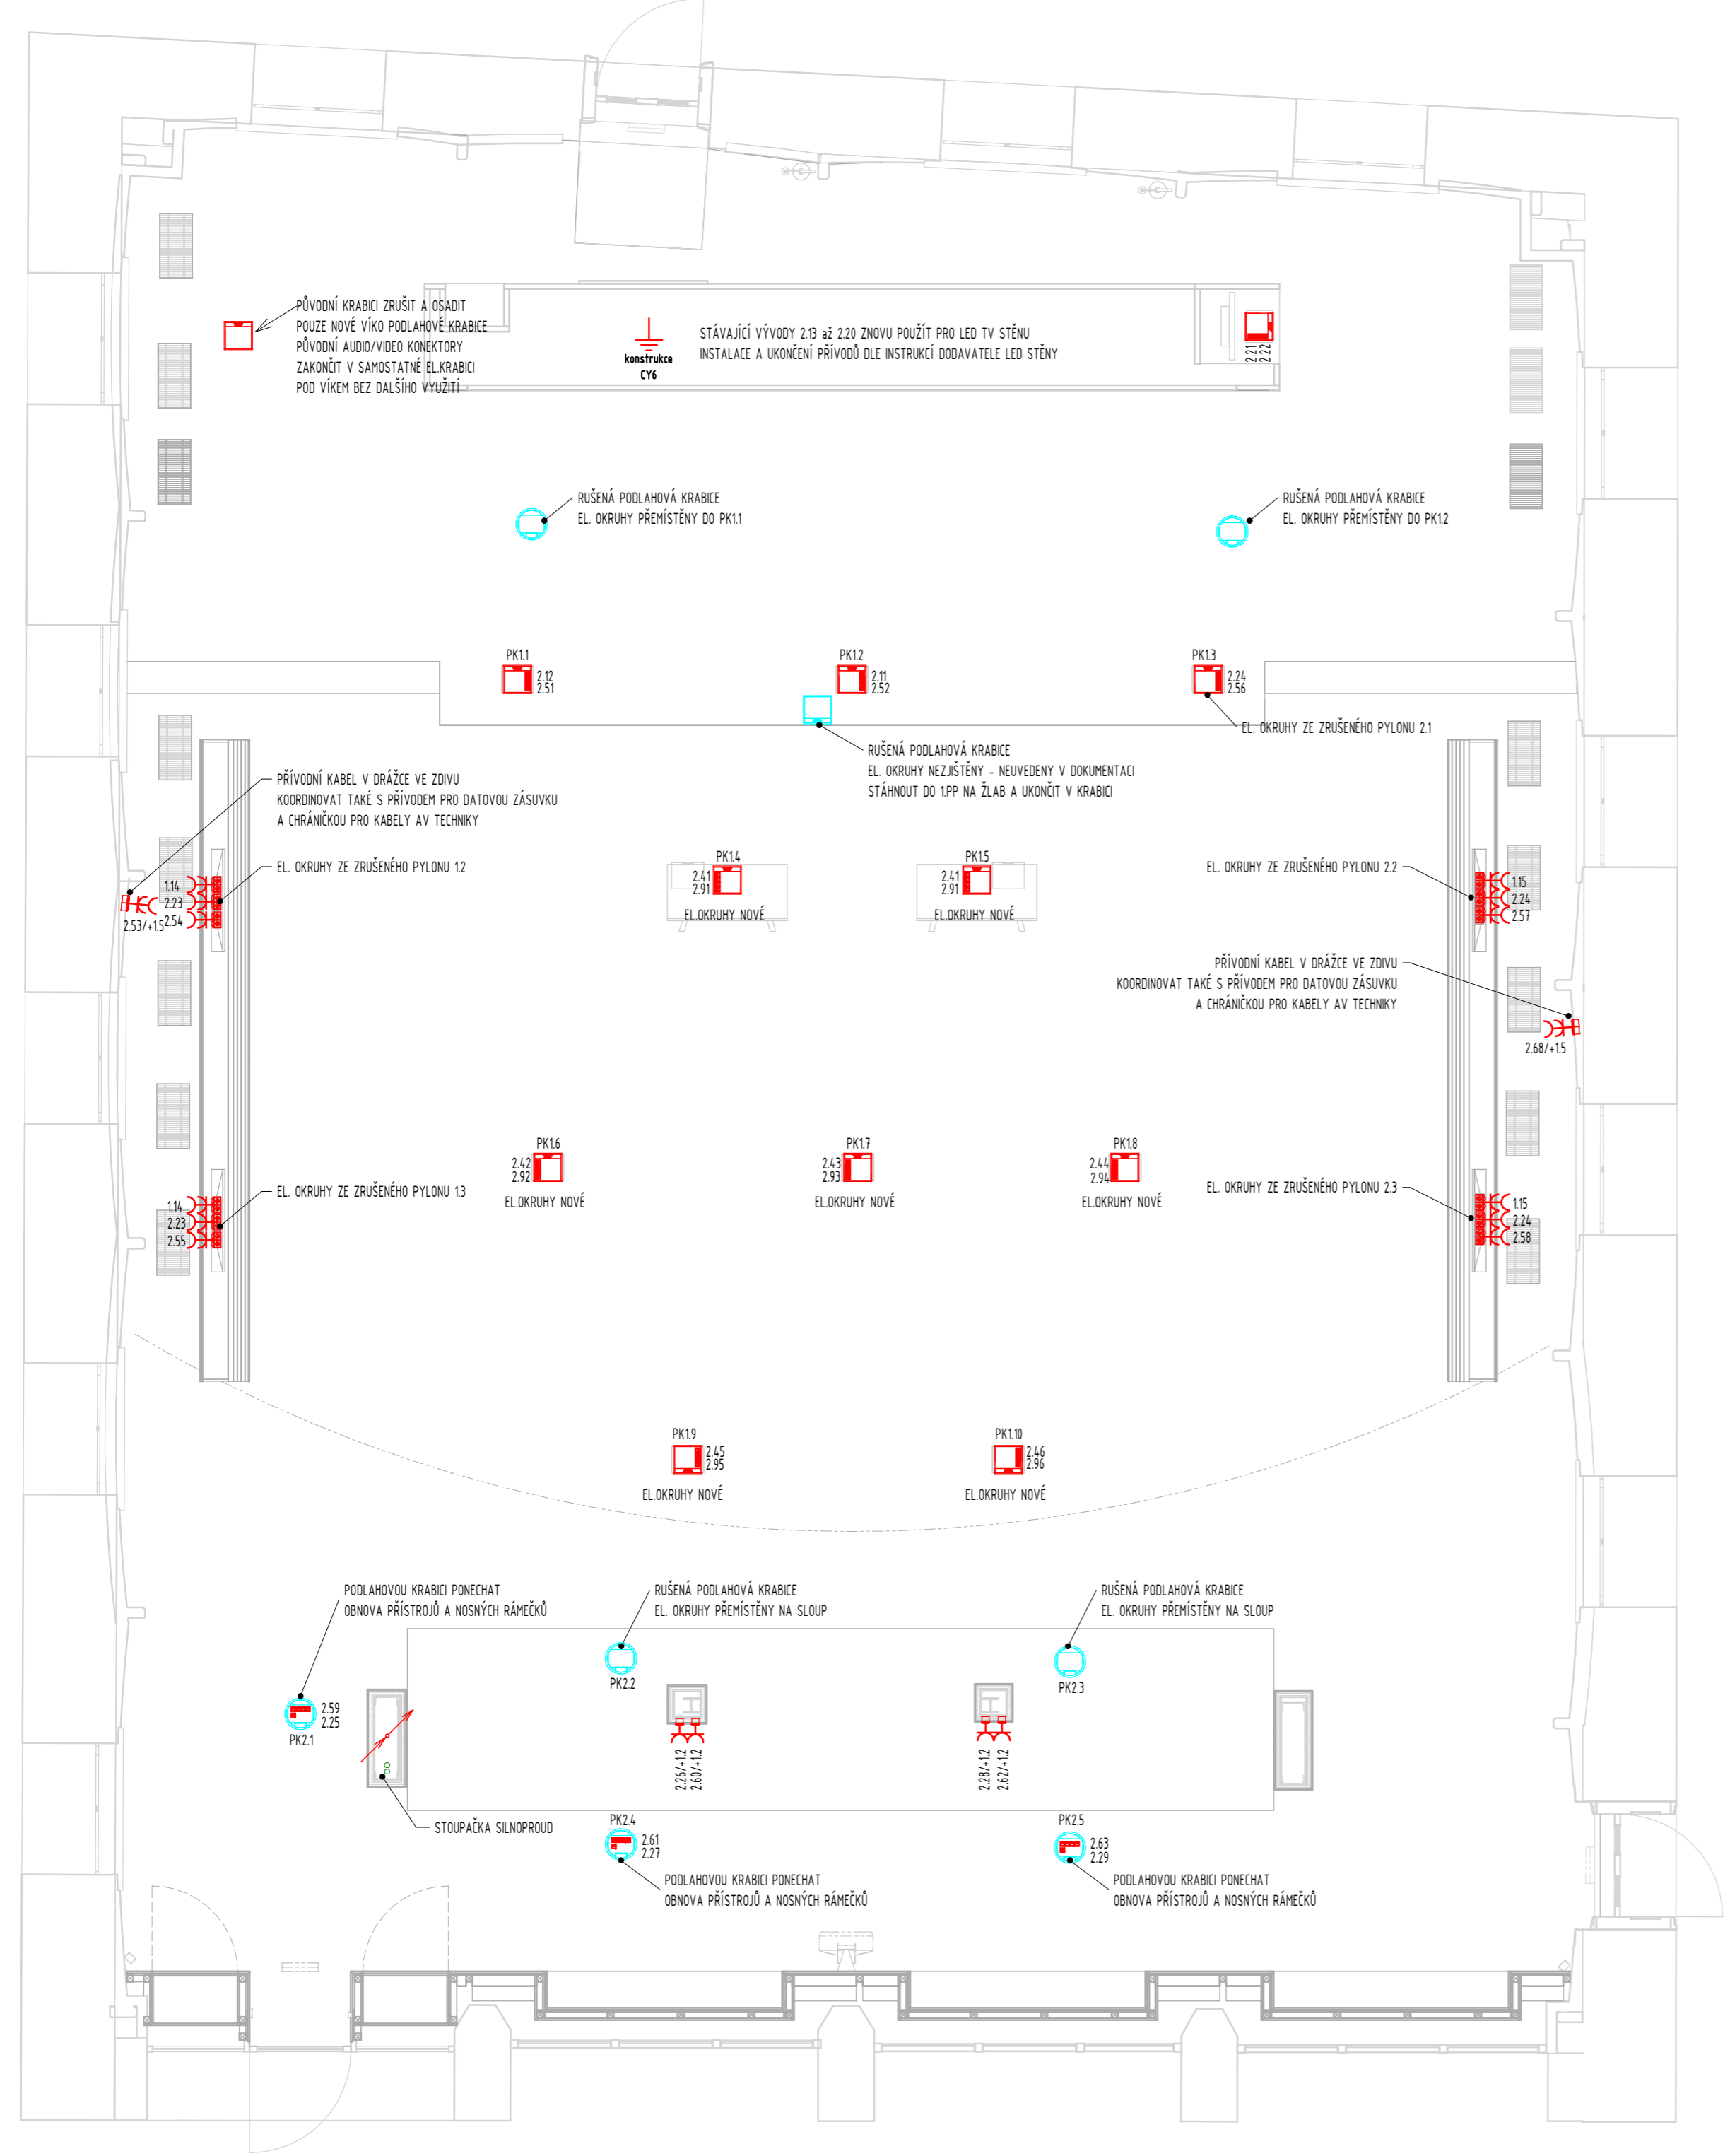 PŮVODNÍ KRABICI ZRUŠIT A OSADIT
POUZE NOVÉ VÍKO PODLAHOVÉ KRABICE
PŮVODNÍ AUDIO/VIDEO KONEKTORY
ZAKONČIT V SAMOSTATNÉ EL.KRABICI
POD VÍKEM BEZ DALŠÍHO VYUŽITÍ
konstrukce
CY6
STÁVAJÍCÍ VÝVODY 2.13 až 2.20 ZNOVU POUŽÍT PRO LED TV STĚNU
INSTALACE A UKONČENÍ PŘÍVODŮ DLE INSTRUKCÍ DODAVATELE LED STĚNY
2.21
2.22
RUŠENÁ PODLAHOVÁ KRABICE
EL. OKRUHY PŘEMÍSTĚNY DO PK1.1
RUŠENÁ PODLAHOVÁ KRABICE
EL. OKRUHY PŘEMÍSTĚNY DO PK1.2
PK1.1
2.12
2.51
PK1.2
2.11
2.52
PK1.3
2.24
2.56
EL. OKRUHY ZE ZRUŠENÉHO PYLONU 2.1
RUŠENÁ PODLAHOVÁ KRABICE
EL. OKRUHY NEZJIŠTĚNY - NEUVEDENY V DOKUMENTACI
STÁHNOUT DO 1.PP NA ŽLAB A UKONČIT V KRABICI
PŘÍVODNÍ KABEL V DRÁŽCE VE ZDIVU
KOORDINOVAT TAKÉ S PŘÍVODEM PRO DATOVOU ZÁSUVKU
A CHRÁNIČKOU PRO KABELY AV TECHNIKY
EL. OKRUHY ZE ZRUŠENÉHO PYLONU 1.2
1.14
2.23
2.54
2.53/+1.5
PK1.4
2.41
2.91
EL.OKRUHY NOVÉ
PK1.5
2.41
2.91
EL.OKRUHY NOVÉ
EL. OKRUHY ZE ZRUŠENÉHO PYLONU 2.2
1.15
2.24
2.57
PŘÍVODNÍ KABEL V DRÁŽCE VE ZDIVU
KOORDINOVAT TAKÉ S PŘÍVODEM PRO DATOVOU ZÁSUVKU
A CHRÁNIČKOU PRO KABELY AV TECHNIKY
2.68/+1.5
PK1.6
2.42
2.92
EL.OKRUHY NOVÉ
PK1.7
2.43
2.93
EL.OKRUHY NOVÉ
PK1.8
2.44
2.94
EL.OKRUHY NOVÉ
EL. OKRUHY ZE ZRUŠENÉHO PYLONU 1.3
1.14
2.23
2.55
EL. OKRUHY ZE ZRUŠENÉHO PYLONU 2.3
1.15
2.24
2.58
PK1.9
2.45
2.95
EL.OKRUHY NOVÉ
PK1.10
2.46
2.96
EL.OKRUHY NOVÉ
PODLAHOVOU KRABICI PONECHAT
OBNOVA PŘÍSTROJŮ A NOSNÝCH RÁMEČKŮ
RUŠENÁ PODLAHOVÁ KRABICE
EL. OKRUHY PŘEMÍSTĚNY NA SLOUP
RUŠENÁ PODLAHOVÁ KRABICE
EL. OKRUHY PŘEMÍSTĚNY NA SLOUP
PK2.2
PK2.3
2.59
2.25
PK2.1
2.26/+1.2
2.60/+1.2
2.28/+1.2
2.62/+1.2
STOUPAČKA SILNOPROUD
PK2.4
2.61
2.27
PK2.5
2.63
2.29
PODLAHOVOU KRABICI PONECHAT
OBNOVA PŘÍSTROJŮ A NOSNÝCH RÁMEČKŮ
PODLAHOVOU KRABICI PONECHAT
OBNOVA PŘÍSTROJŮ A NOSNÝCH RÁMEČKŮ